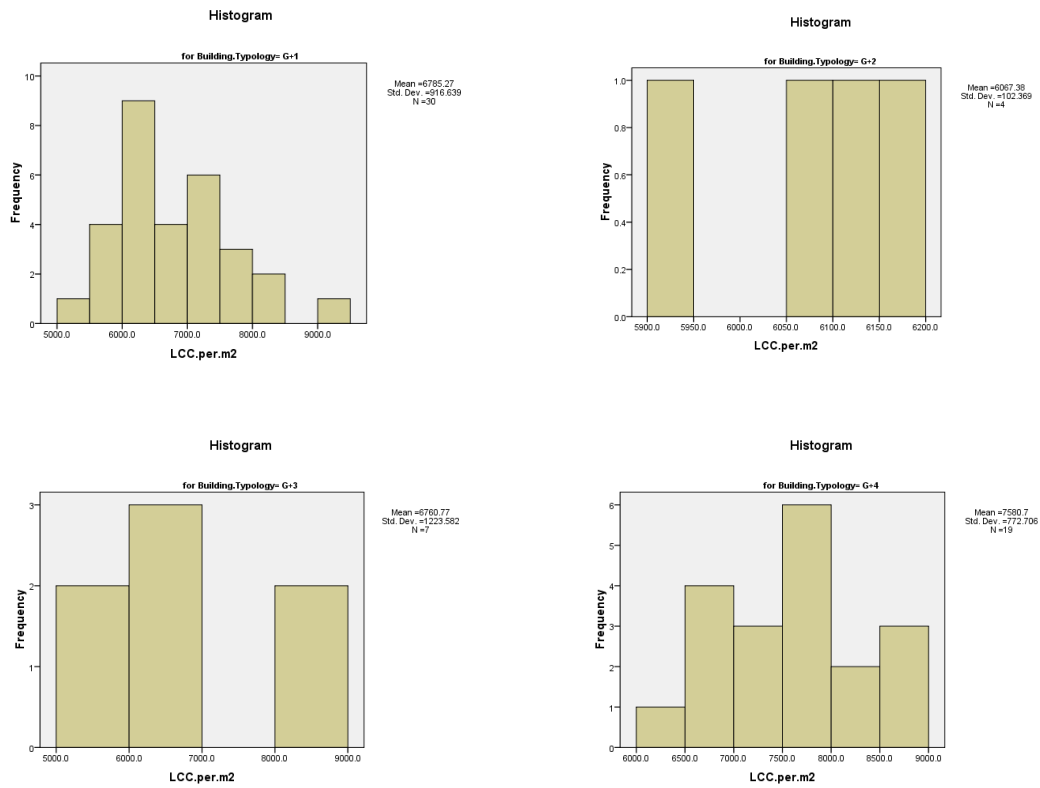 Histogram
for Building.Typology= G+1
Mean =6785.27
Std. Dev. =916.639
N =30
Frequency
10
8
6
4
2
0
5000.0 6000.0 7000.0 8000.0 9000.0
LCC.per.m2
Histogram
for Building.Typology= G+2
Mean =6067.38
Std. Dev. =102.369
N =4
Frequency
1.0
0.8
0.6
0.4
0.2
0.0
5900.0 5950.0 6000.0 6050.0 6100.0 6150.0 6200.0
LCC.per.m2
Histogram
for Building.Typology= G+3
Mean =6760.77
Std. Dev. =1223.582
N =7
Frequency
3
2
1
0
5000.0 6000.0 7000.0 8000.0 9000.0
LCC.per.m2
Histogram
for Building.Typology= G+4
Mean =7580.7
Std. Dev. =772.706
N =19
Frequency
6
5
4
3
2
1
0
6000.0 6500.0 7000.0 7500.0 8000.0 8500.0 9000.0
LCC.per.m2